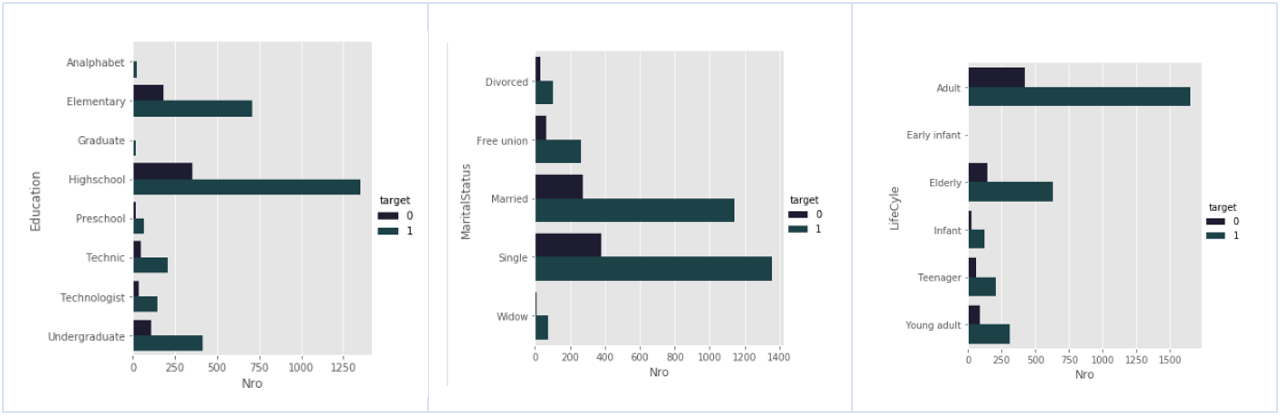 Education
Analphabet
Elementary
Graduate
Highschool
Preschool
Technic
Technologist
Undergraduate
0 250 500 750 1000 1250
Nro
target
0
1
MaritalStatus
Divorced
Free union
Married
Single
Widow
0 200 400 600 800 1000 1200 1400
Nro
target
0
1
LifeCyle
Adult
Early infant
Elderly
Infant
Teenager
Young adult
0 250 500 750 1000 1250 1500
Nro
target
0
1